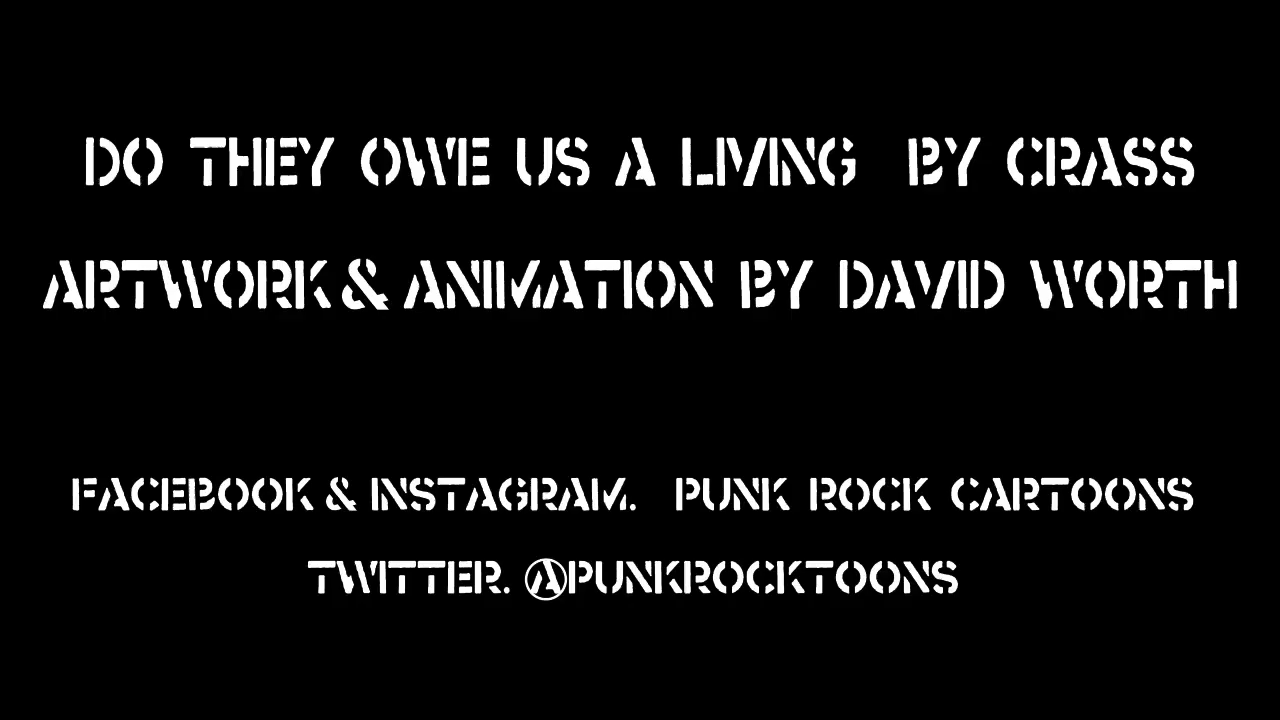 DO THEY OWE US A LIVING BY CRASS
ARTWORK & ANIMATION BY DAVID WORTH
FACEBOOK & INSTAGRAM. PUNK ROCK CARTOONS
TWITTER. @PUNKROCKTOONS